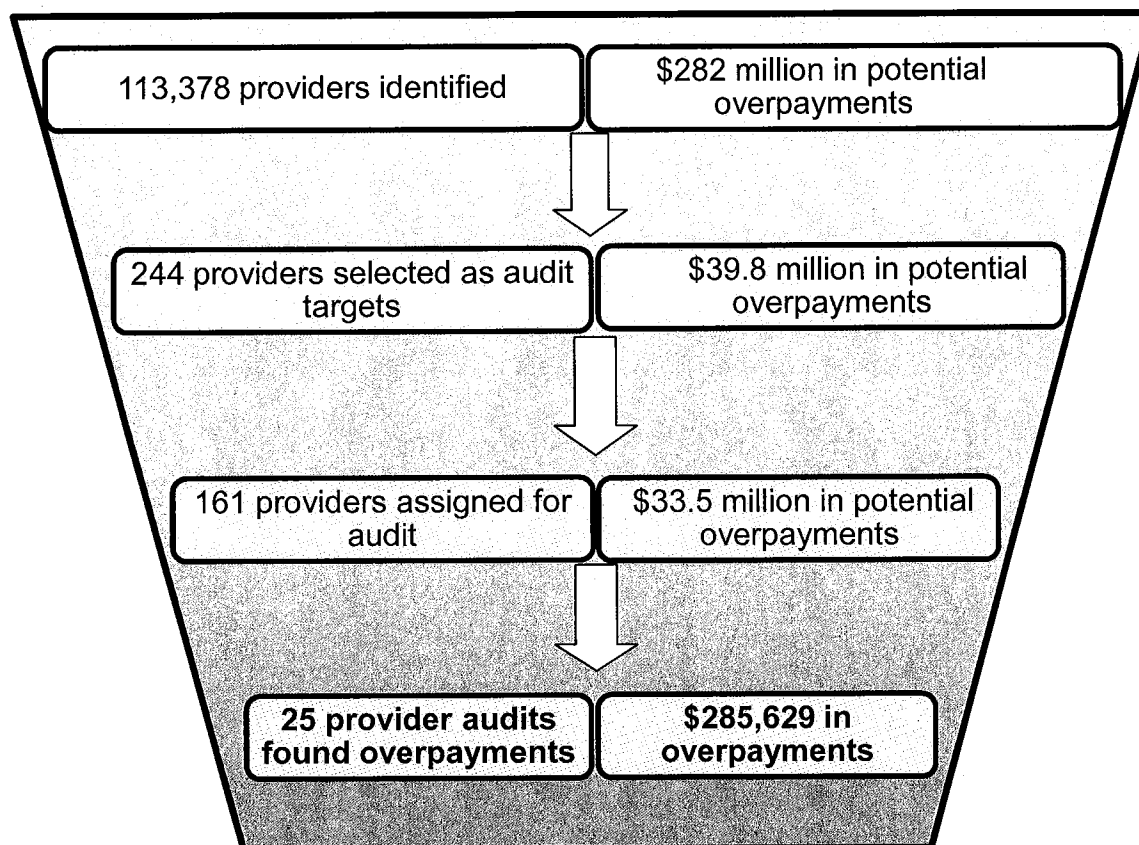 113,378 providers identified
$282 million in potential
overpayments
244 providers selected as audit
targets
$39.8 million in potential
overpayments
161 providers assigned for
audit
$33.5 million in potential
overpayments
25 provider audits
found overpayments
$285,629 in
overpayments